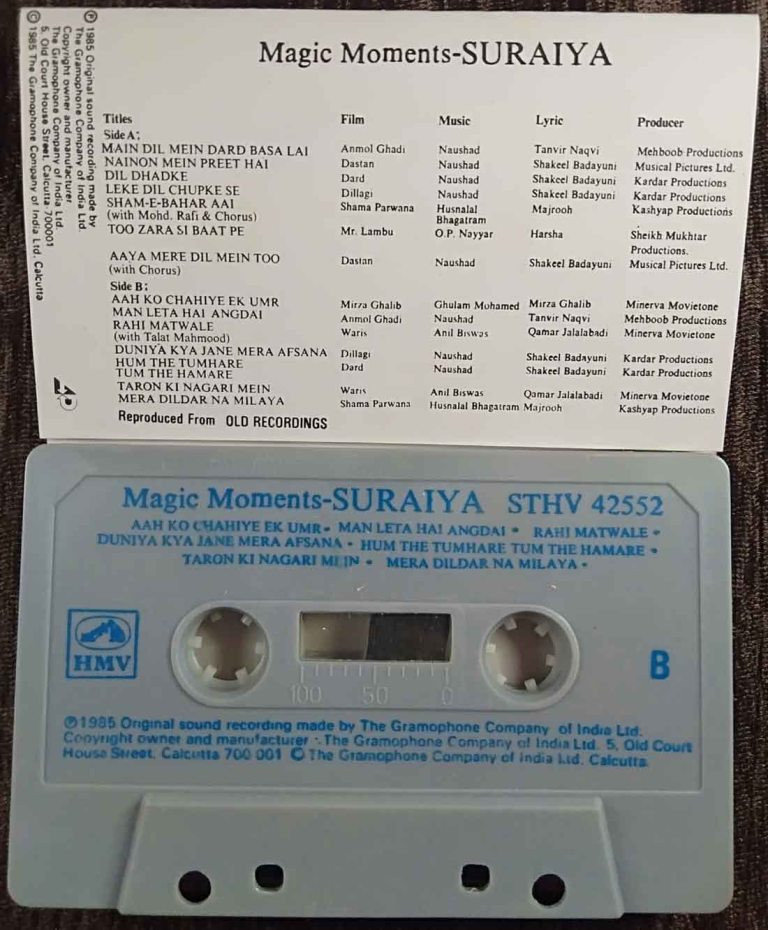 Magic Moments-SURAIYA
Titles Film Music Lyric Producer
Side A:
MAIN DIL MEIN DARD BASA LAI Anmol Ghadi Naushad Tanvir Naqvi Mehboob Productions
NAINON MEIN PREET HAI Dastan Naushad Shakeel Badayuni Musical Pictures Ltd.
DIL DHADKE Dard Naushad Shakeel Badayuni Kardar Productions
LEKE DIL CHUPKE SE Dillagi Naushad Shakeel Badayuni Kardar Productions
SHAM-E-BAHAR AAI Shama Parwana Husnalal Majrooh Kashyap Productions
(with Mohd. Rafi & Chorus) Bhagatram
TOO ZARA SI BAAT PE Mr. Lambu O.P. Nayyar Harsha Sheikh Mukhtar
Productions.
AAYA MERE DIL MEIN TOO Dastan Naushad Shakeel Badayuni Musical Pictures Ltd.
(with Chorus)
Side B:
AAH KO CHAHIYE EK UMR Mirza Ghalib Ghulam Mohamed Mirza Ghalib Minerva Movietone
MAN LETA HAI ANGDAI Anmol Ghadi Naushad Tanvir Naqvi Mehboob Productions
RAHI MATWALE Waris Anil Biswas Qamar Jalalabadi Minerva Movietone
(with Talat Mahmood)
DUNIYA KYA JANE MERA AFSANA Dillagi Naushad Shakeel Badayuni Kardar Productions
HUM THE TUMHARE Dard Naushad Shakeel Badayuni Kardar Productions
TUM THE HAMARE
TARON KI NAGARI MEIN Waris Anil Biswas Qamar Jalalabadi Minerva Movietone
MERA DILDAR NA MILAYA Shama Parwana Husnalal Bhagatram Majrooh Kashyap Productions
Reproduced From OLD RECORDINGS
Ⓟ 1985 Original sound recording made by
The Gramophone Company of India Ltd.
Copyright owner and manufacturer
The Gramophone Company of India Ltd.
5, Old Court House Street, Calcutta 700001
© 1985 The Gramophone Company of India Ltd. Calcutta
Magic Moments-SURAIYA STHV 42552
AAH KO CHAHIYE EK UMR• MAN LETA HAI ANGDAI • RAHI MATWALE •
DUNIYA KYA JANE MERA AFSANA • HUM THE TUMHARE TUM THE HAMARE •
TARON KI NAGARI MEIN • MERA DILDAR NA MILAYA •
HMV
B
100 50 0
Ⓟ1985 Original sound recording made by The Gramophone Company of India Ltd.
Copyright owner and manufacturer :. The Gramophone Company of India Ltd. 5, Old Court
House Street, Calcutta 700 001 © The Gramophone Company of India Ltd. Calcutta.